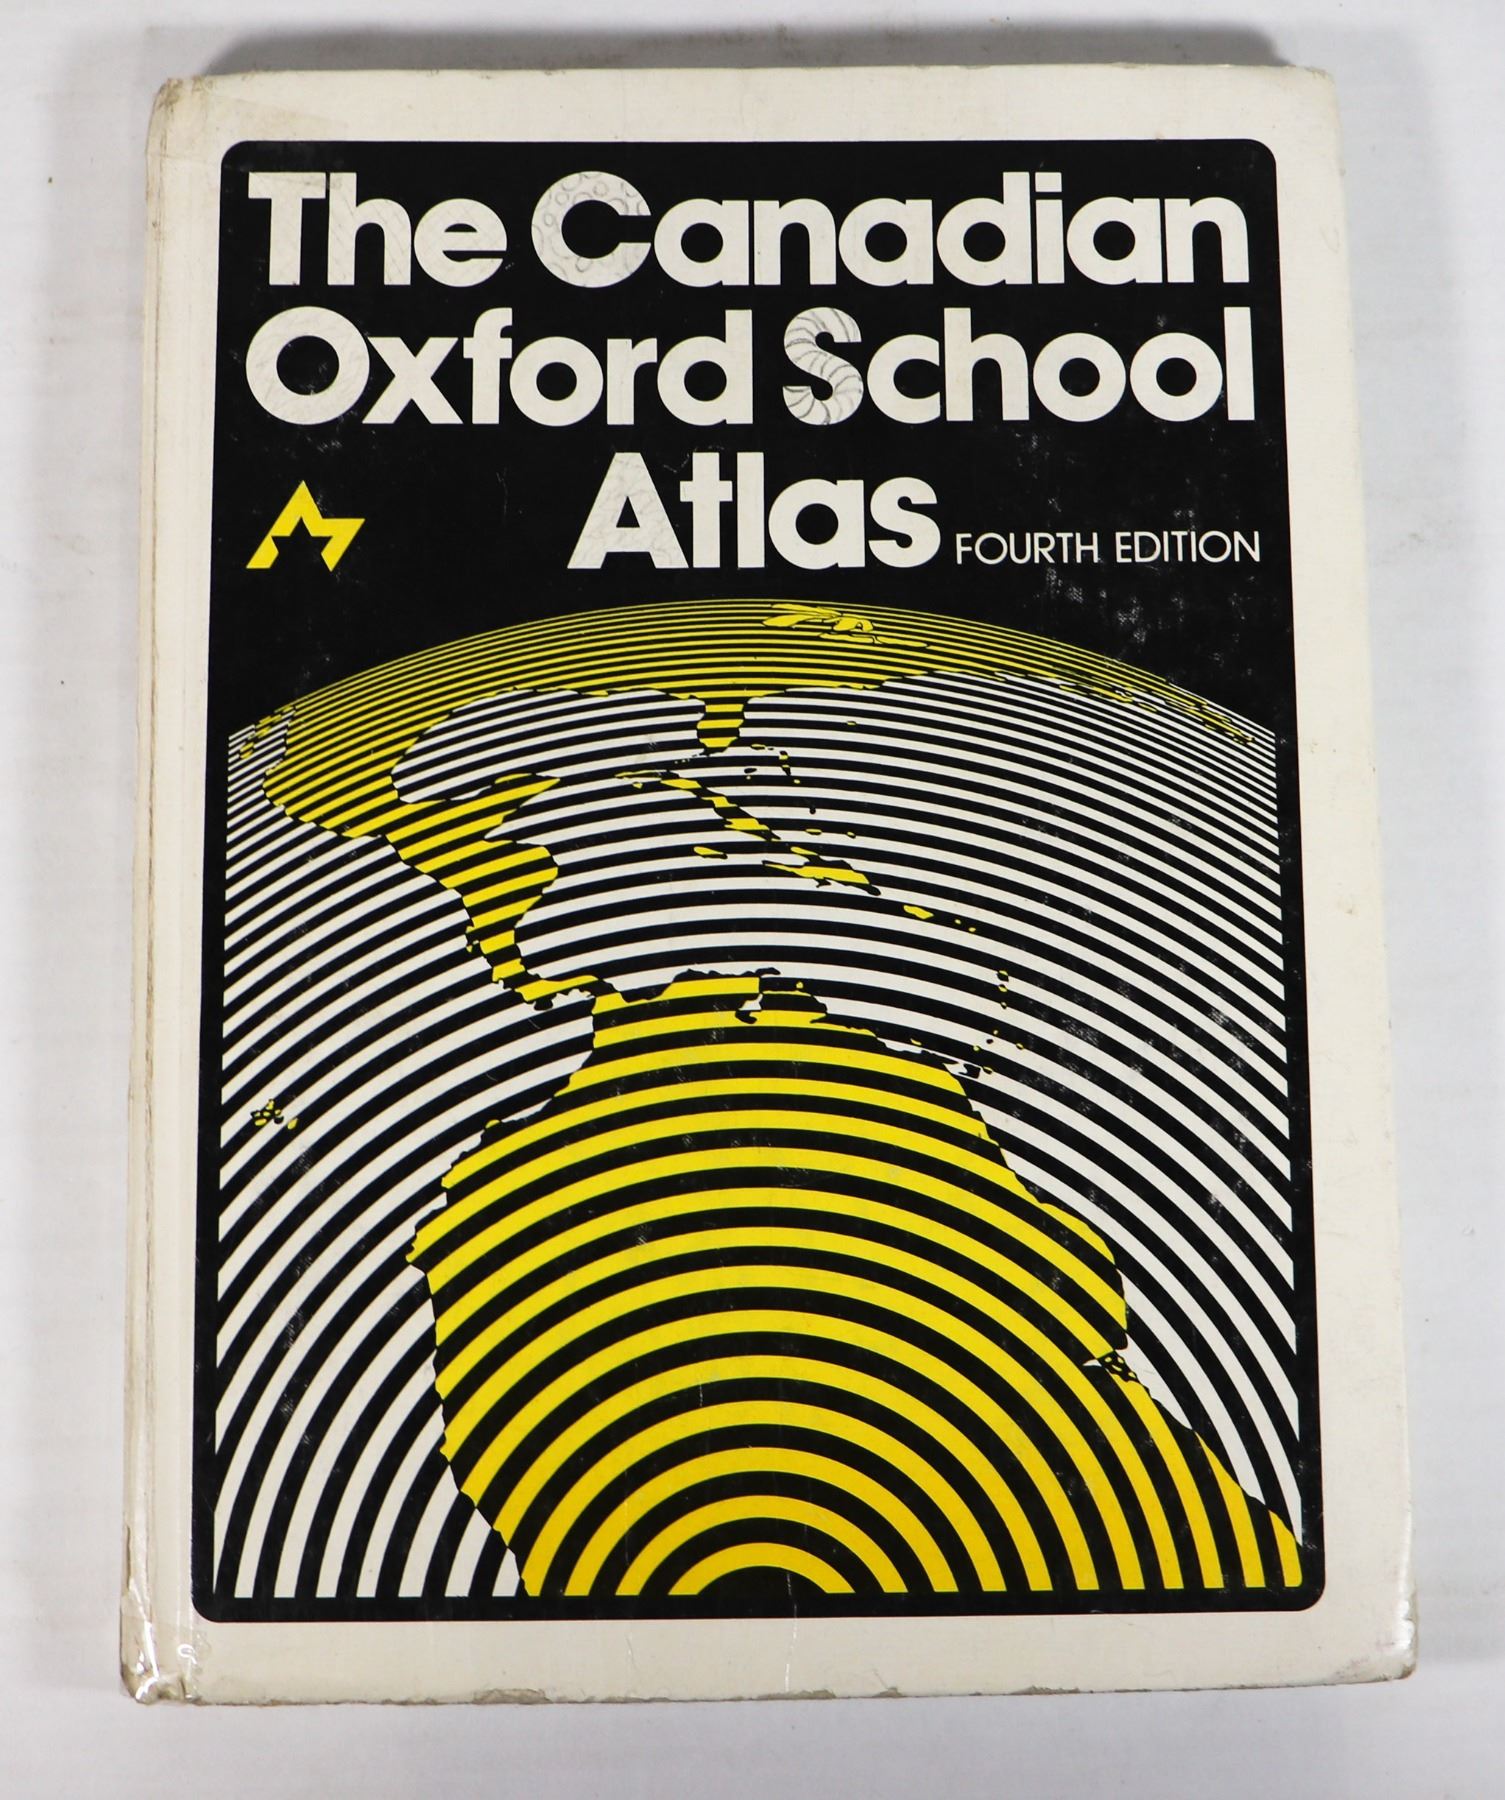 The Canadian
Oxford School
Atlas FOURTH EDITION